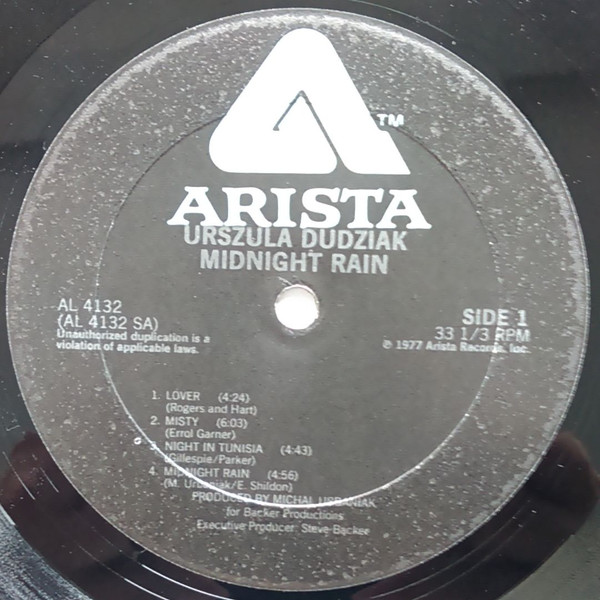 TM
ARISTA
URSZULA DUDZIAK
MIDNIGHT RAIN
AL 4132
(AL 4132 SA)
Unauthorized duplication is a
violation of applicable laws.
SIDE 1
33 1/3 RPM
℗ 1977 Arista Records, Inc.
1. LOVER (4:24)
(Rogers and Hart)
2. MISTY (6:03)
(Errol Garner)
3. NIGHT IN TUNISIA (4:43)
(Gillespie/Parker)
4. MIDNIGHT RAIN (4:56)
(M. Urbaniak/E. Shildon)
PRODUCED BY MICHAL URBANIAK
for Backer Productions
Executive Producer: Steve Backer